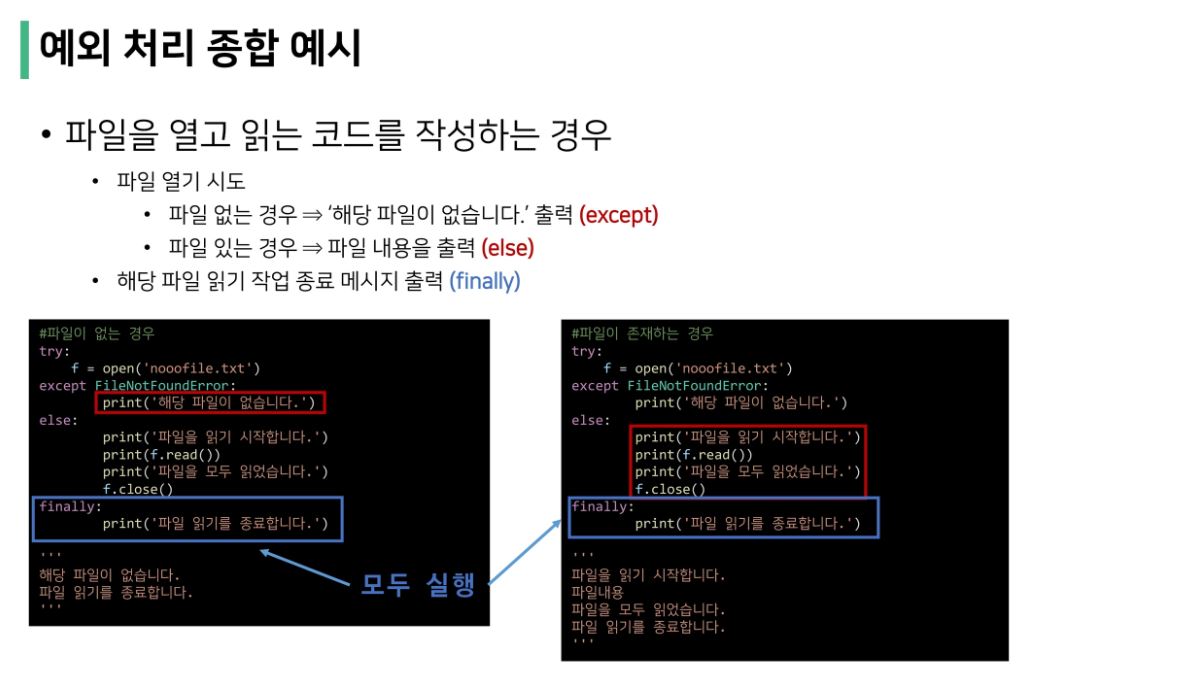 예외 처리 종합 예시
• 파일을 열고 읽는 코드를 작성하는 경우
• 파일 열기 시도
• 파일 없는 경우 ⇒ ‘해당 파일이 없습니다.’ 출력 (except)
• 파일 있는 경우 ⇒ 파일 내용을 출력 (else)
• 해당 파일 읽기 작업 종료 메시지 출력 (finally)
#파일이 없는 경우
try:
    f = open('nooofile.txt')
except FileNotFoundError:
        print('해당 파일이 없습니다.')
else:
        print('파일을 읽기 시작합니다.')
        print(f.read())
        print('파일을 모두 읽었습니다.')
        f.close()
finally:
        print('파일 읽기를 종료합니다.')
'''
해당 파일이 없습니다.
파일 읽기를 종료합니다.
'''
모두 실행
#파일이 존재하는 경우
try:
    f = open('nooofile.txt')
except FileNotFoundError:
        print('해당 파일이 없습니다.')
else:
        print('파일을 읽기 시작합니다.')
        print(f.read())
        print('파일을 모두 읽었습니다.')
        f.close()
finally:
        print('파일 읽기를 종료합니다.')
'''
파일을 읽기 시작합니다.
파일내용
파일을 모두 읽었습니다.
파일 읽기를 종료합니다.
'''